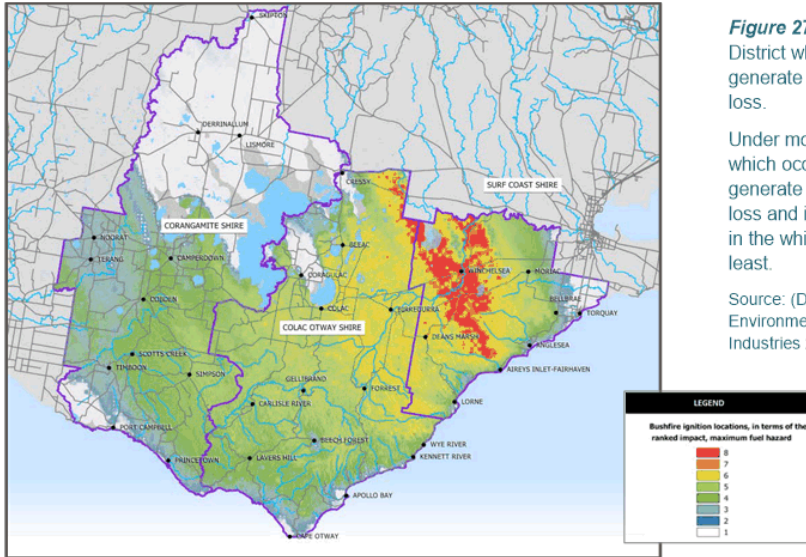 SKIPTON
DERRINALLUM
LISMORE
CRESSY
SURF COAST SHIRE
CORANGAMITE SHIRE
NOORAT
TERANG
CAMPERDOWN
BEEAC
CORAGULAC
WINCHELSEA
MORIAC
COBDEN
COLAC
BIRREGURRA
BELLBRAE
TORQUAY
COLAC OTWAY SHIRE
DEANS MARSH
ANGLESEA
SCOTTS CREEK
TIMBOON
SIMPSON
AIREYS INLET-FAIRHAVEN
GELLIBRAND
FORREST
CARLISLE RIVER
LORNE
PORT CAMPBELL
BEECH FOREST
WYE RIVER
PRINCETOWN
LAVERS HILL
KENNETT RIVER
APOLLO BAY
CAPE OTWAY
Figure 27
District wh
generate
loss.
Under mo
which occ
generate
loss and i
in the whi
least.
Source: (D
Environme
Industries
LEGEND
Bushfire ignition locations, in terms of the
ranked impact, maximum fuel hazard
8
7
6
5
4
3
2
1